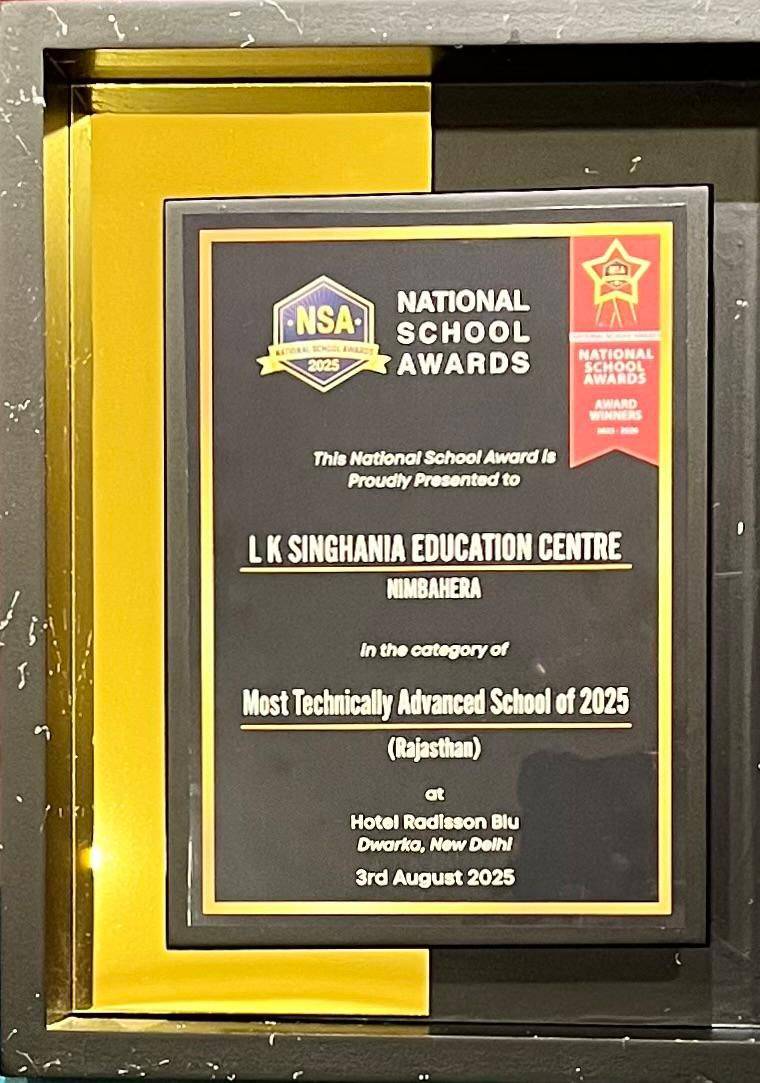 NSA
NATIONAL SCHOOL AWARDS
2025
NATIONAL
SCHOOL
AWARDS
NSA
NATIONAL
SCHOOL
AWARDS
AWARD
WINNERS
This National School Award is
Proudly Presented to
L K SINGHANIA EDUCATION CENTRE
NIMBAHERA
in the category of
Most Technically Advanced School of 2025
(Rajasthan)
at
Hotel Radisson Blu
Dwarka, New Delhi
3rd August 2025